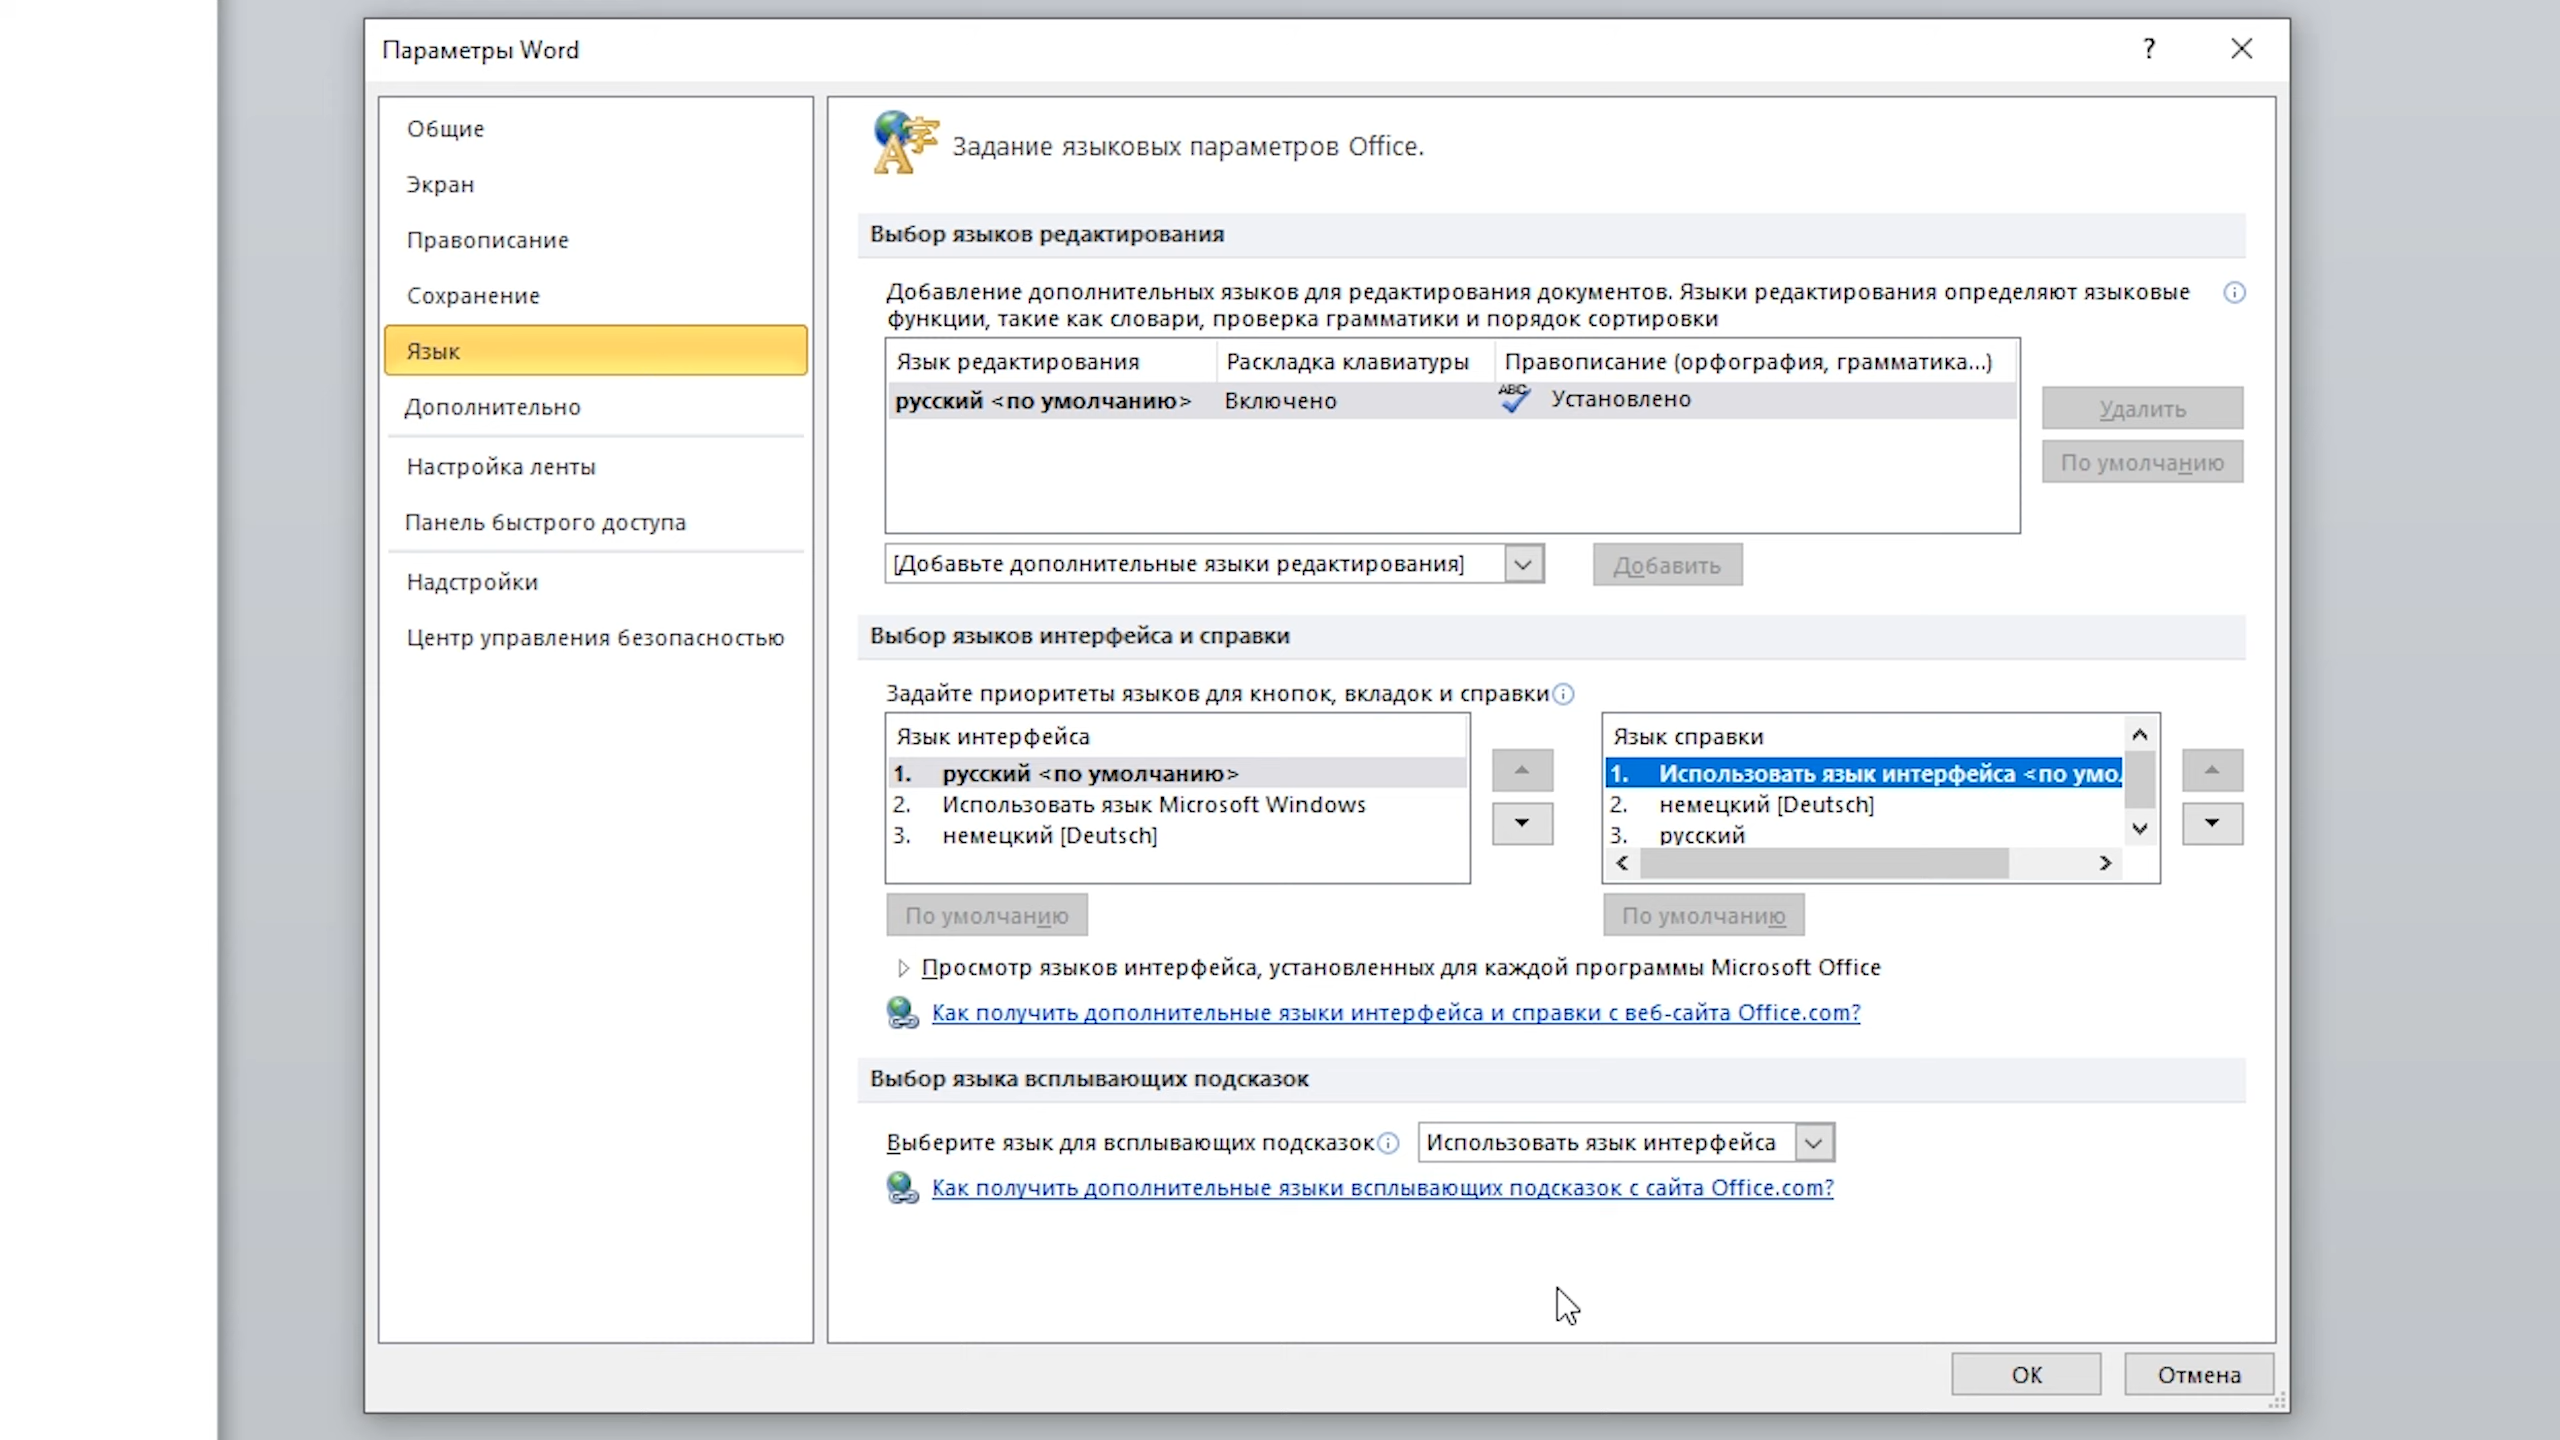 Параметры Word
?
Общие
Экран
Правописание
Сохранение
Язык
Дополнительно
Настройка ленты
Панель быстрого доступа
Надстройки
Центр управления безопасностью
Задание языковых параметров Office.
Выбор языков редактирования
Добавление дополнительных языков для редактирования документов. Языки редактирования определяют языковые
функции, такие как словари, проверка грамматики и порядок сортировки
Язык редактирования Раскладка клавиатуры Правописание (орфография, грамматика...)
русский <по умолчанию> Включено ABC Установлено
Удалить
По умолчанию
[Добавьте дополнительные языки редактирования] Добавить
Выбор языков интерфейса и справки
Задайте приоритеты языков для кнопок, вкладок и справки
Язык интерфейса
1. русский <по умолчанию>
2. Использовать язык Microsoft Windows
3. немецкий [Deutsch]
По умолчанию
Язык справки
1. Использовать язык интерфейса <по умо
2. немецкий [Deutsch]
3. русский
По умолчанию
Просмотр языков интерфейса, установленных для каждой программы Microsoft Office
Как получить дополнительные языки интерфейса и справки с веб-сайта Office.com?
Выбор языка всплывающих подсказок
Выберите язык для всплывающих подсказок Использовать язык интерфейса
Как получить дополнительные языки всплывающих подсказок с сайта Office.com?
ОК Отмена